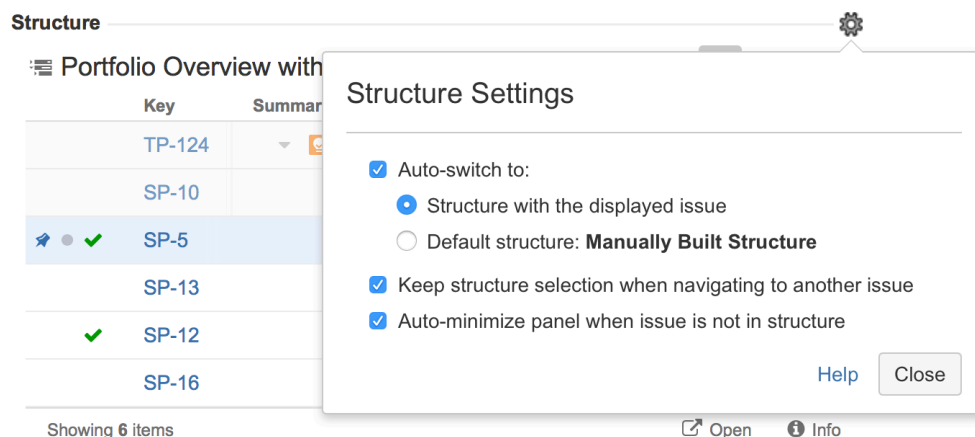 Structure
Portfolio Overview with
Structure Settings
Key Summar
TP-124
Auto-switch to:
SP-10
Structure with the displayed issue
SP-5
Default structure: Manually Built Structure
SP-13
Keep structure selection when navigating to another issue
SP-12
Auto-minimize panel when issue is not in structure
SP-16
Help Close
Showing 6 items
Open Info